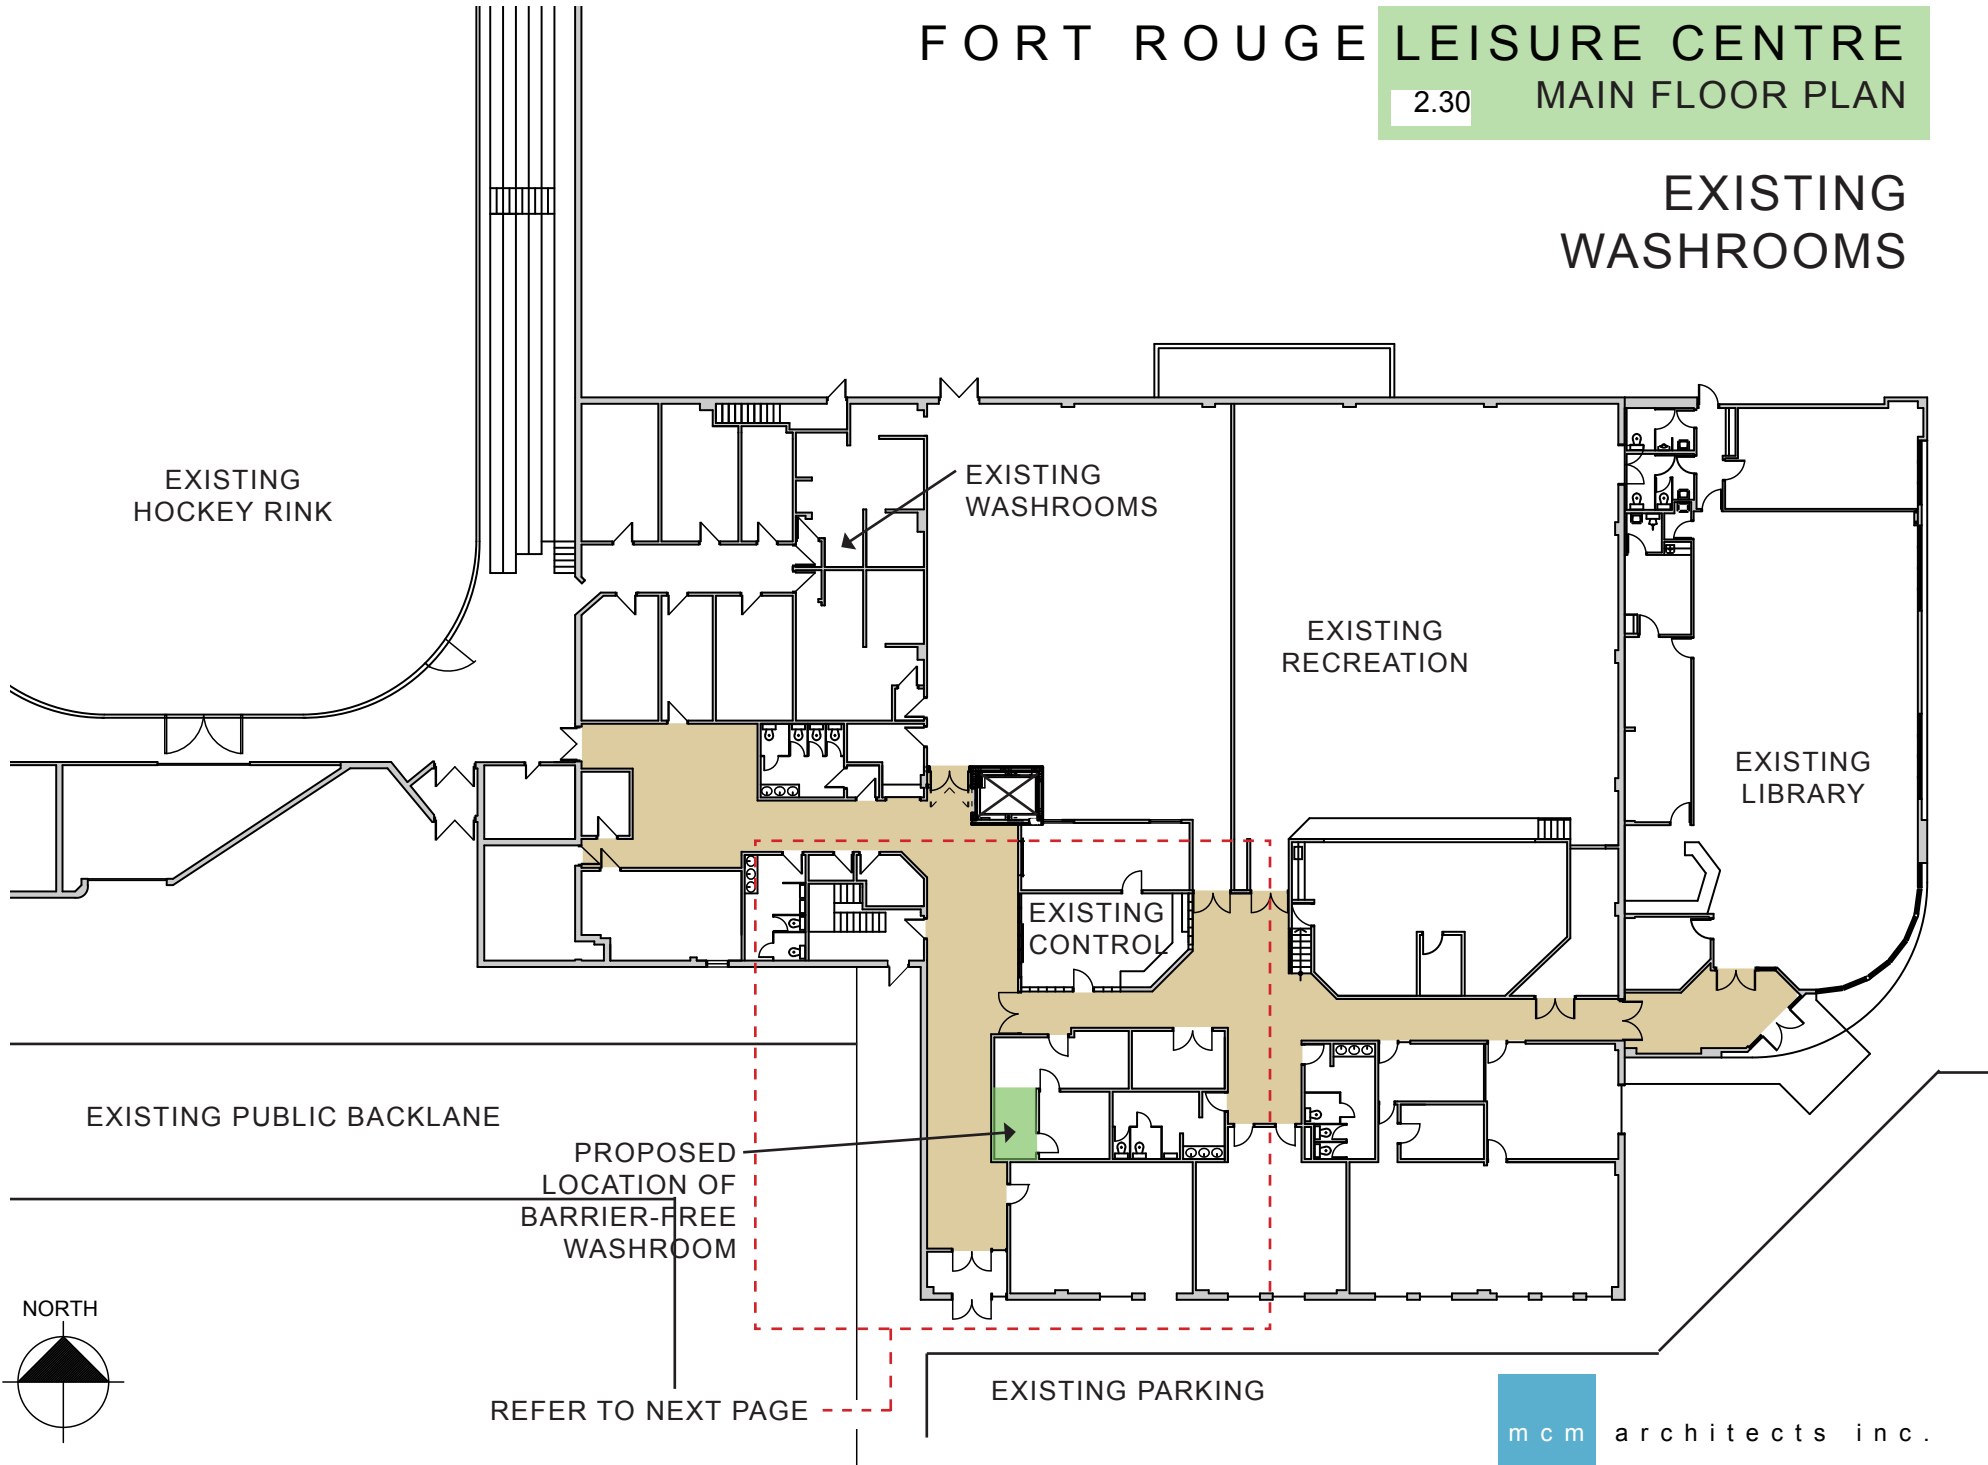 FORT ROUGE LEISURE CENTRE
2.30 MAIN FLOOR PLAN
EXISTING
WASHROOMS
EXISTING
HOCKEY RINK
EXISTING
WASHROOMS
EXISTING
RECREATION
EXISTING
LIBRARY
EXISTING
CONTROL
EXISTING PUBLIC BACKLANE
PROPOSED
LOCATION OF
BARRIER-FREE
WASHROOM
NORTH
REFER TO NEXT PAGE
EXISTING PARKING
mcm architects inc.